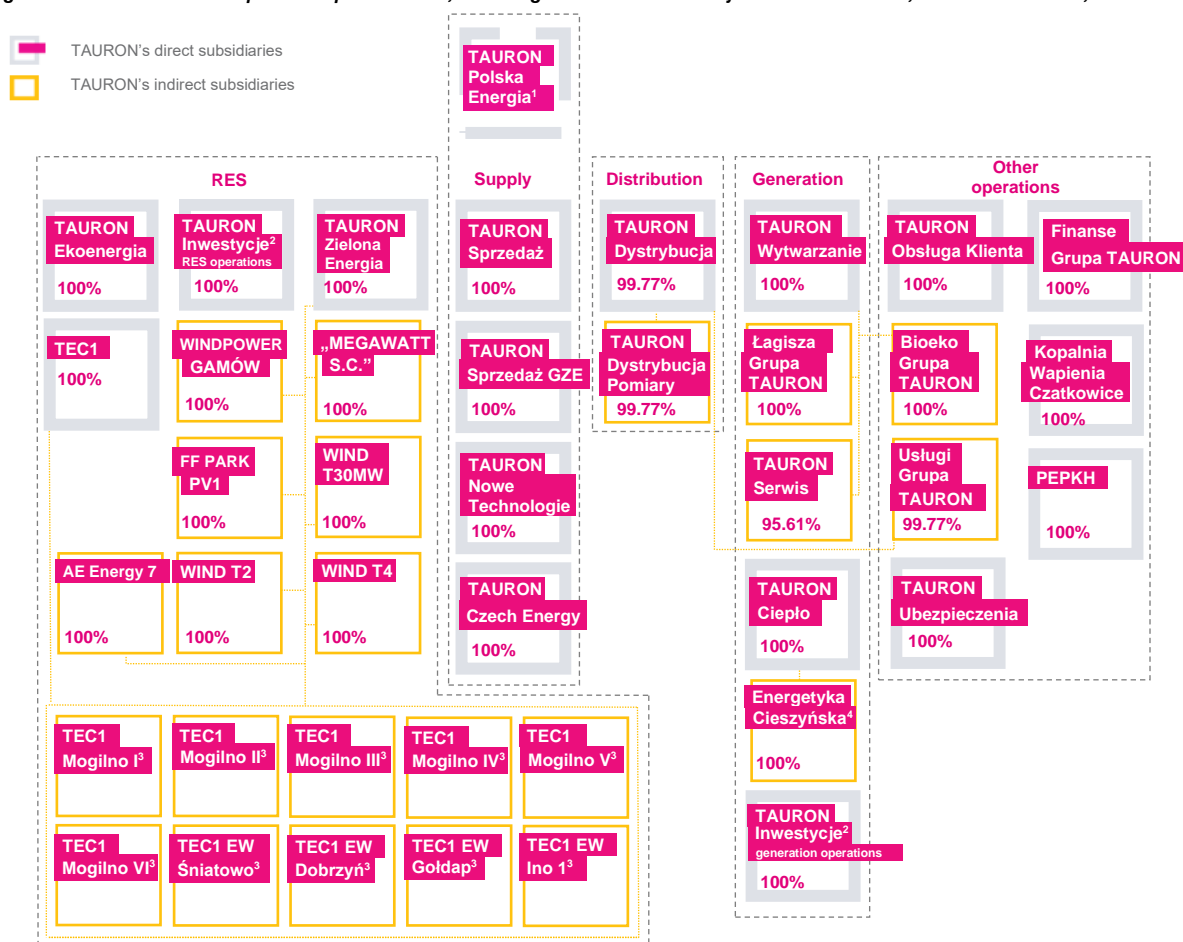 TAURON's direct subsidiaries
TAURON's indirect subsidiaries
TAURON
Polska
Energia¹
RES
Supply
Distribution
Generation
Other
operations
TAURON
Ekoenergia
100%
TAURON
Inwestycje²
RES operations
100%
TAURON
Zielona
Energia
100%
TAURON
Sprzedaż
100%
TAURON
Dystrybucja
99.77%
TAURON
Wytwarzanie
100%
TAURON
Obsługa Klienta
100%
Finanse
Grupa TAURON
100%
TEC1
100%
WINDPOWER
GAMÓW
100%
„MEGAWATT
S.C.”
100%
TAURON
Sprzedaż GZE
100%
TAURON
Dystrybucja
Pomiary
99.77%
Łagisza
Grupa
TAURON
100%
Bioeko
Grupa
TAURON
100%
Kopalnia
Wapienia
Czatkowice
100%
FF PARK
PV1
100%
WIND
T30MW
100%
TAURON
Nowe
Technologie
100%
TAURON
Serwis
95.61%
Usługi
Grupa
TAURON
99.77%
PEPKH
100%
AE Energy 7
100%
WIND T2
100%
WIND T4
100%
TAURON
Czech Energy
100%
TAURON
Ciepło
100%
TAURON
Ubezpieczenia
100%
TEC1
Mogilno I³
TEC1
Mogilno II³
TEC1
Mogilno III³
TEC1
Mogilno IV³
TEC1
Mogilno V³
Energetyka
Cieszyńska⁴
100%
TEC1
Mogilno VI³
TEC1 EW
Śniatowo³
TEC1 EW
Dobrzyń³
TEC1 EW
Gołdap³
TEC1 EW
Ino 1³
TAURON
Inwestycje²
generation operations
100%